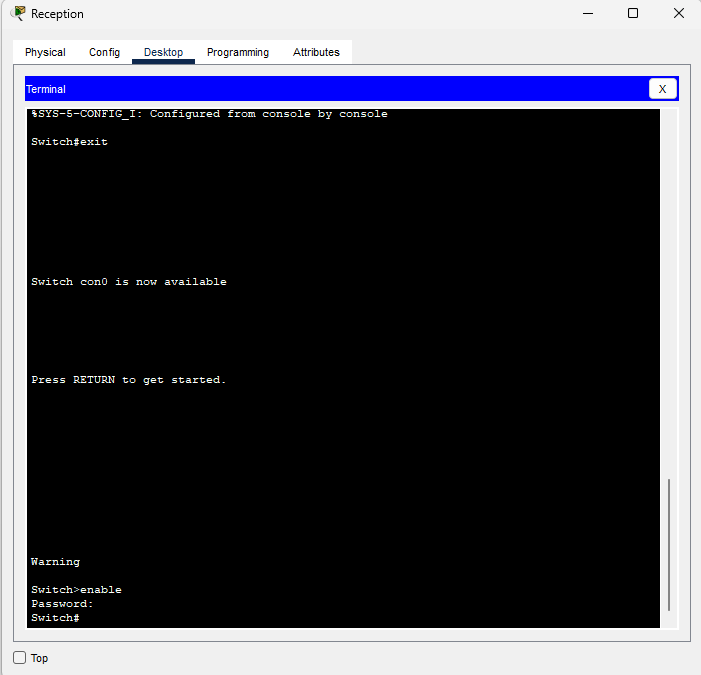 Reception
Physical Config Desktop Programming Attributes
Terminal
X
%SYS-5-CONFIG_I: Configured from console by console
Switch#exit
Switch con0 is now available
Press RETURN to get started.
Warning
Switch>enable
Password:
Switch#
Top